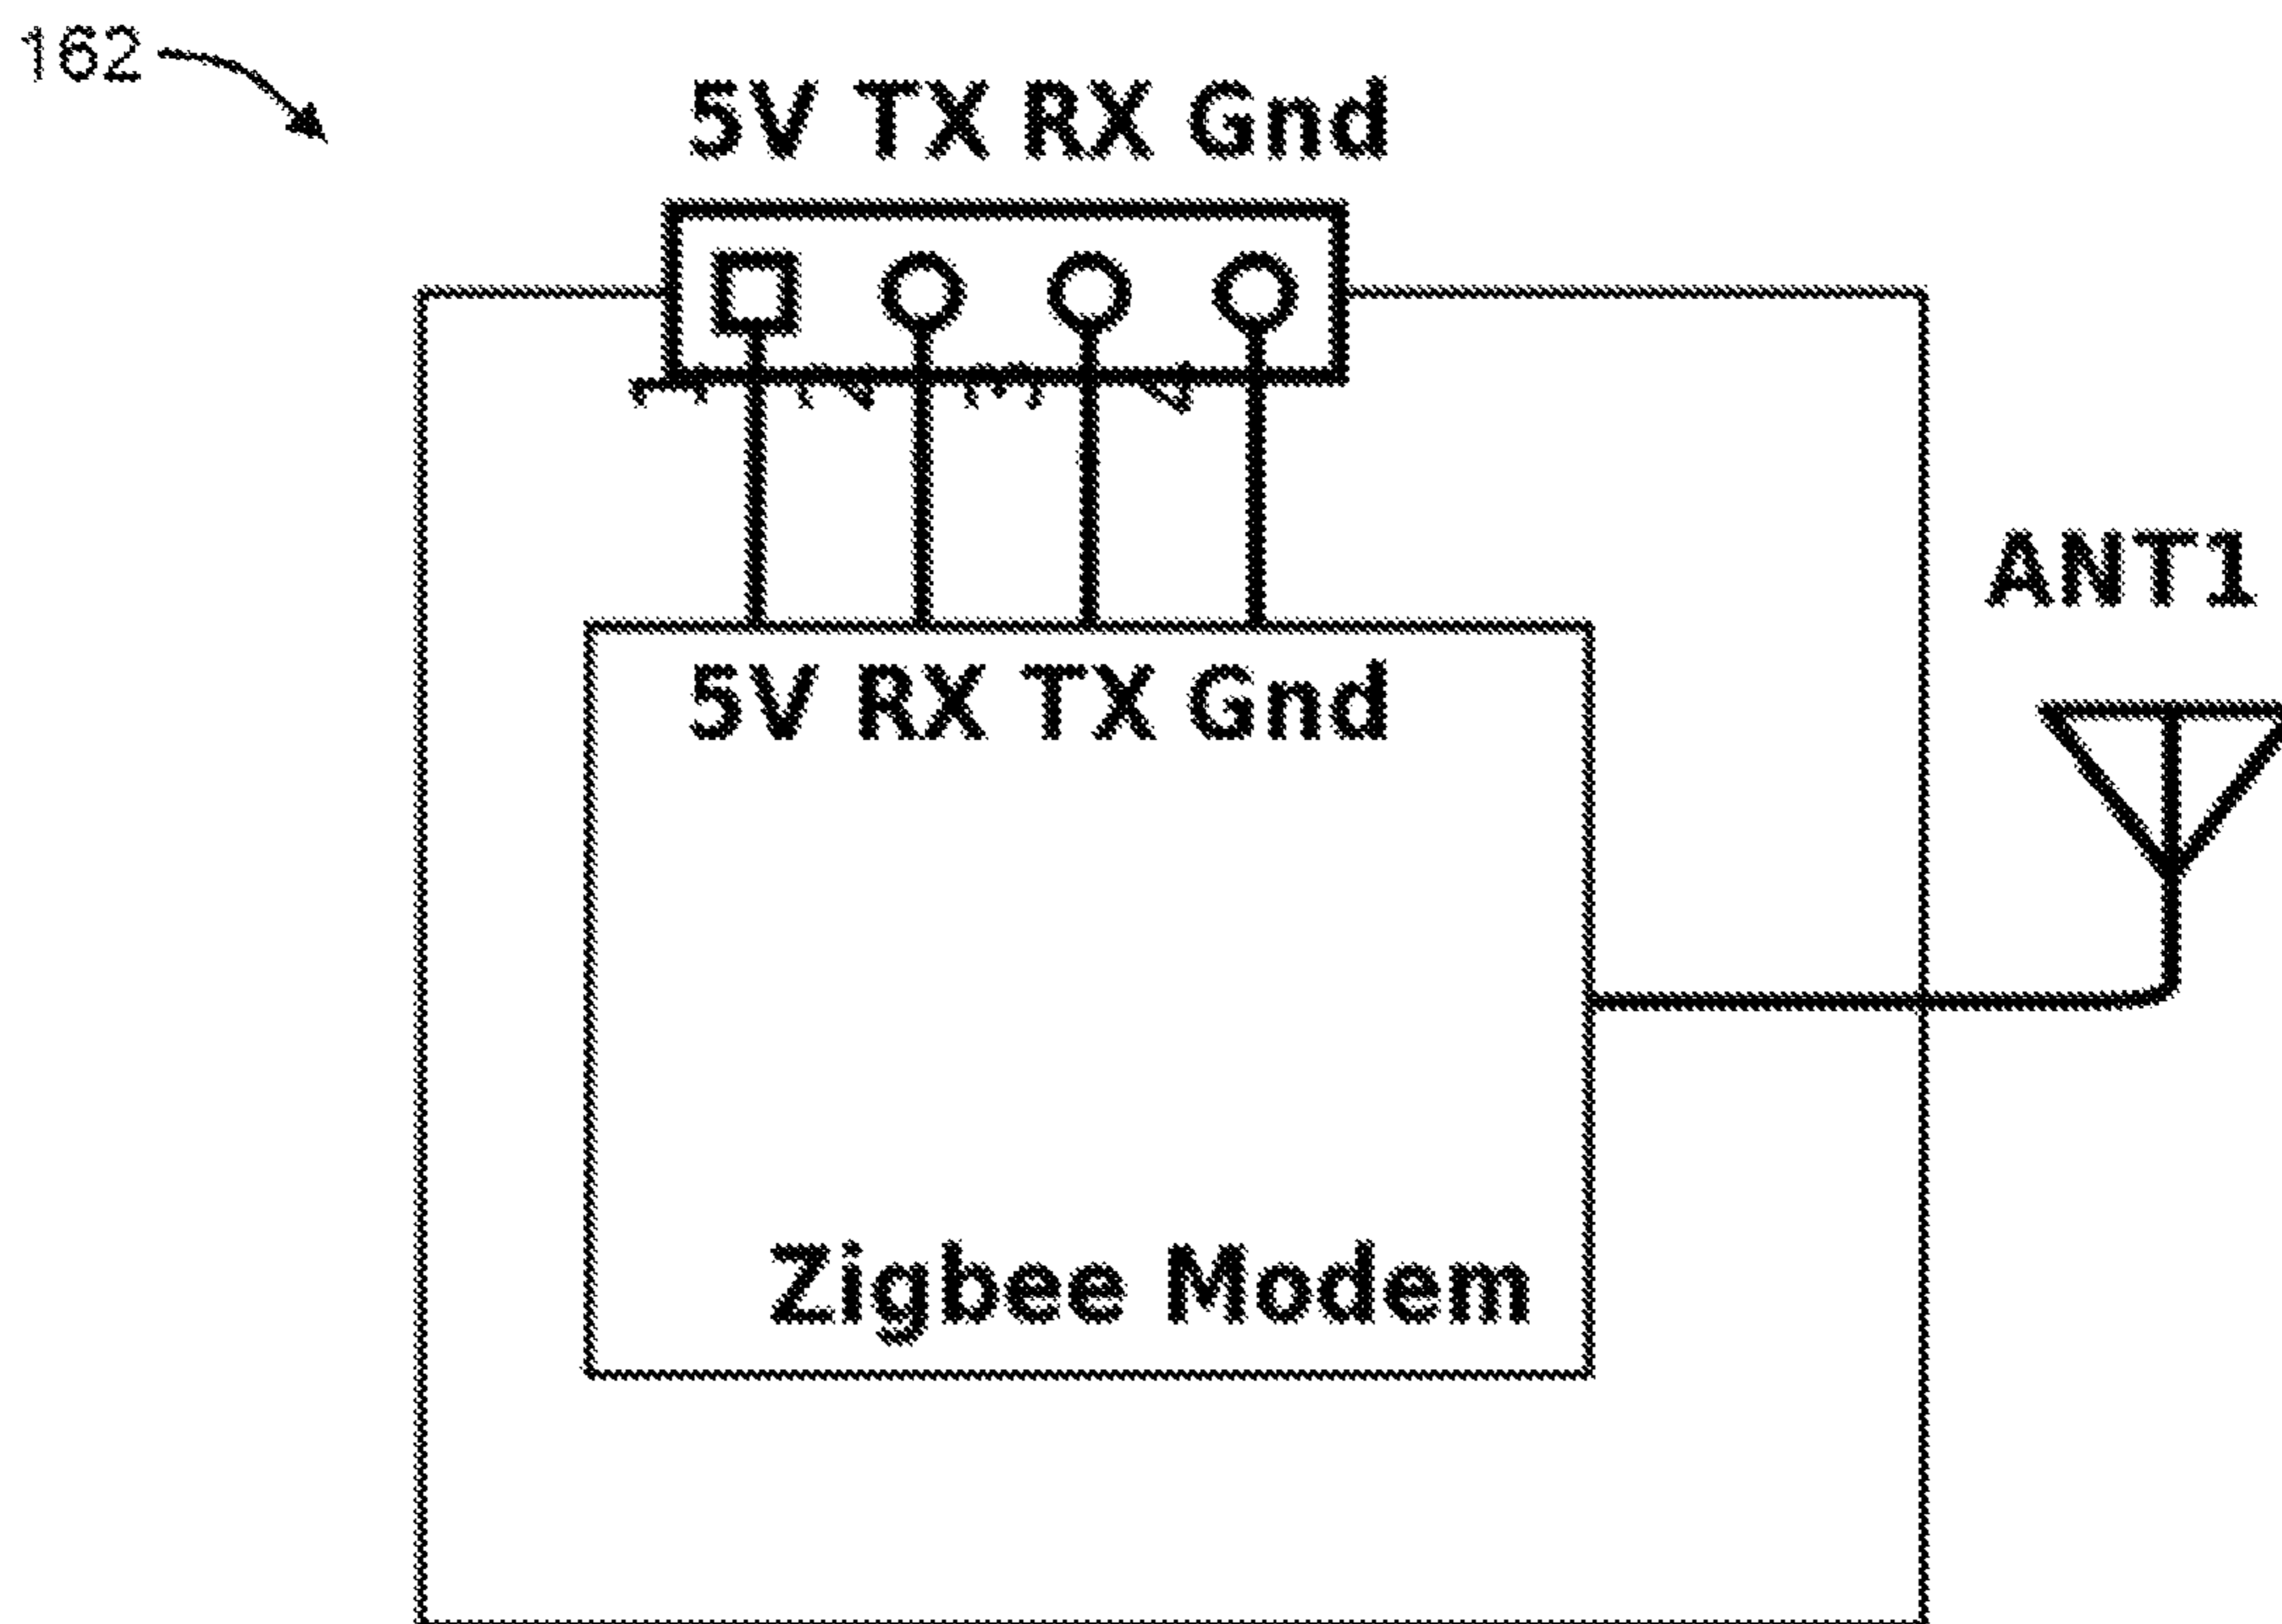 162
5V TX RX Gnd
ANT1
5V RX TX Gnd
Zigbee Modem